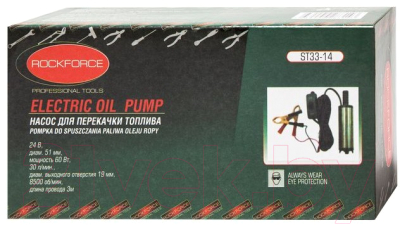 ROCKFORCE
PROFESSIONAL TOOLS
ST33-14
ELECTRIC OIL PUMP
НАСОС ДЛЯ ПЕРЕКАЧКИ ТОПЛИВА
POMPKA DO SPUSZCZANIA PALIWA OLEJU ROPY
24 В,
диам. 51 мм,
мощность 60 Вт,
30 л/мин.,
диам. выходного отверстия 19 мм,
8500 об/мин,
длина провода 3м
ALWAYS WEAR
EYE PROTECTION